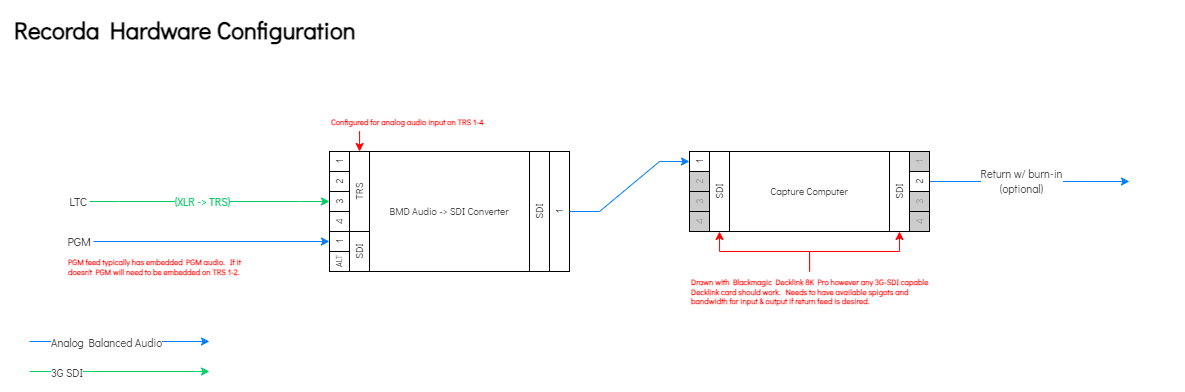 Recorda Hardware Configuration
Configured for analog audio input on TRS 1-4
1
2
3
4
TRS
1
ALT
SDI
LTC
(XLR -> TRS)
PGM
PGM feed typically has embedded PGM audio. If it
doesn't PGM will need to be embedded on TRS 1-2.
BMD Audio -> SDI Converter
SDI
1
1
2
3
4
SDI
Capture Computer
SDI
1
2
3
4
Return w/ burn-in
(optional)
Drawn with Blackmagic Decklink 8K Pro however any 3G-SDI capable
Decklink card should work. Needs to have available spigots and
bandwidth for input & output if return feed is desired.
Analog Balanced Audio
3G SDI